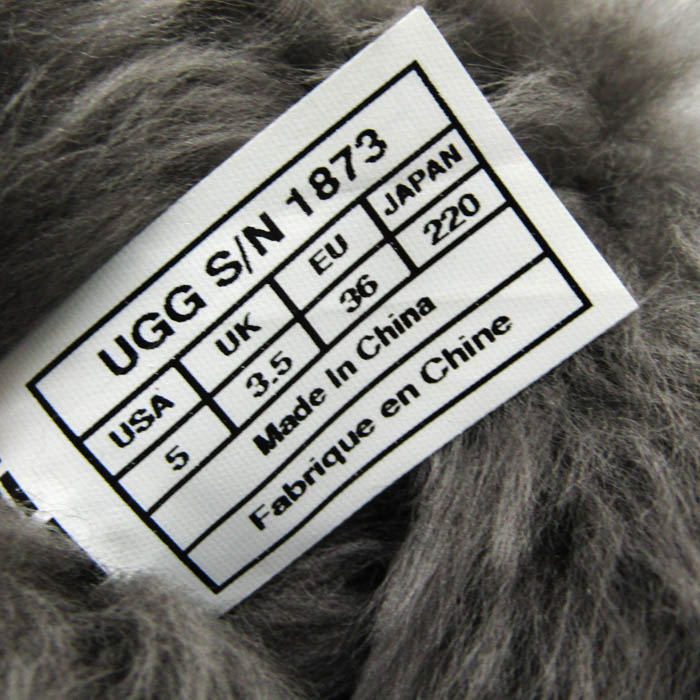 UGG S/N 1873
USA UK EU JAPAN
5 3.5 36 220
Made In China
Fabrique en Chine